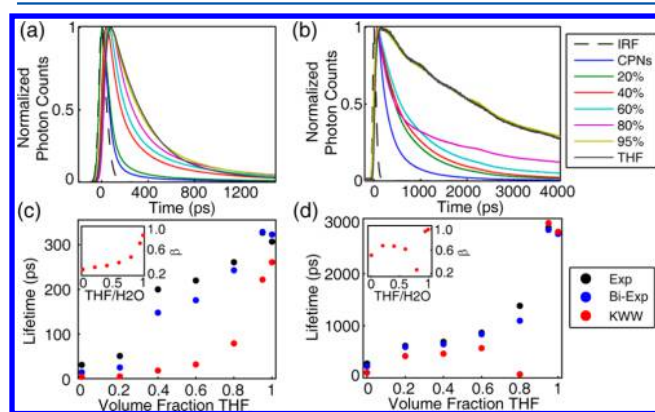 (a)
Normalized
Photon Counts
1
0.5
0
0 400 800 1200
Time (ps)
(b)
Normalized
Photon Counts
1
0.5
0
0 1000 2000 3000 4000
Time (ps)
IRF
CPNs
20%
40%
60%
80%
95%
THF
(c)
Lifetime (ps)
300
200
100
0
0 0.2 0.4 0.6 0.8 1
Volume Fraction THF
1.0
0.6
0.2
β
0 1
THF/H2O
(d)
Lifetime (ps)
3000
2000
1000
0
0 0.2 0.4 0.6 0.8 1
Volume Fraction THF
1.0
0.6
0.2
β
0 1
THF/H2O
Exp
Bi-Exp
KWW